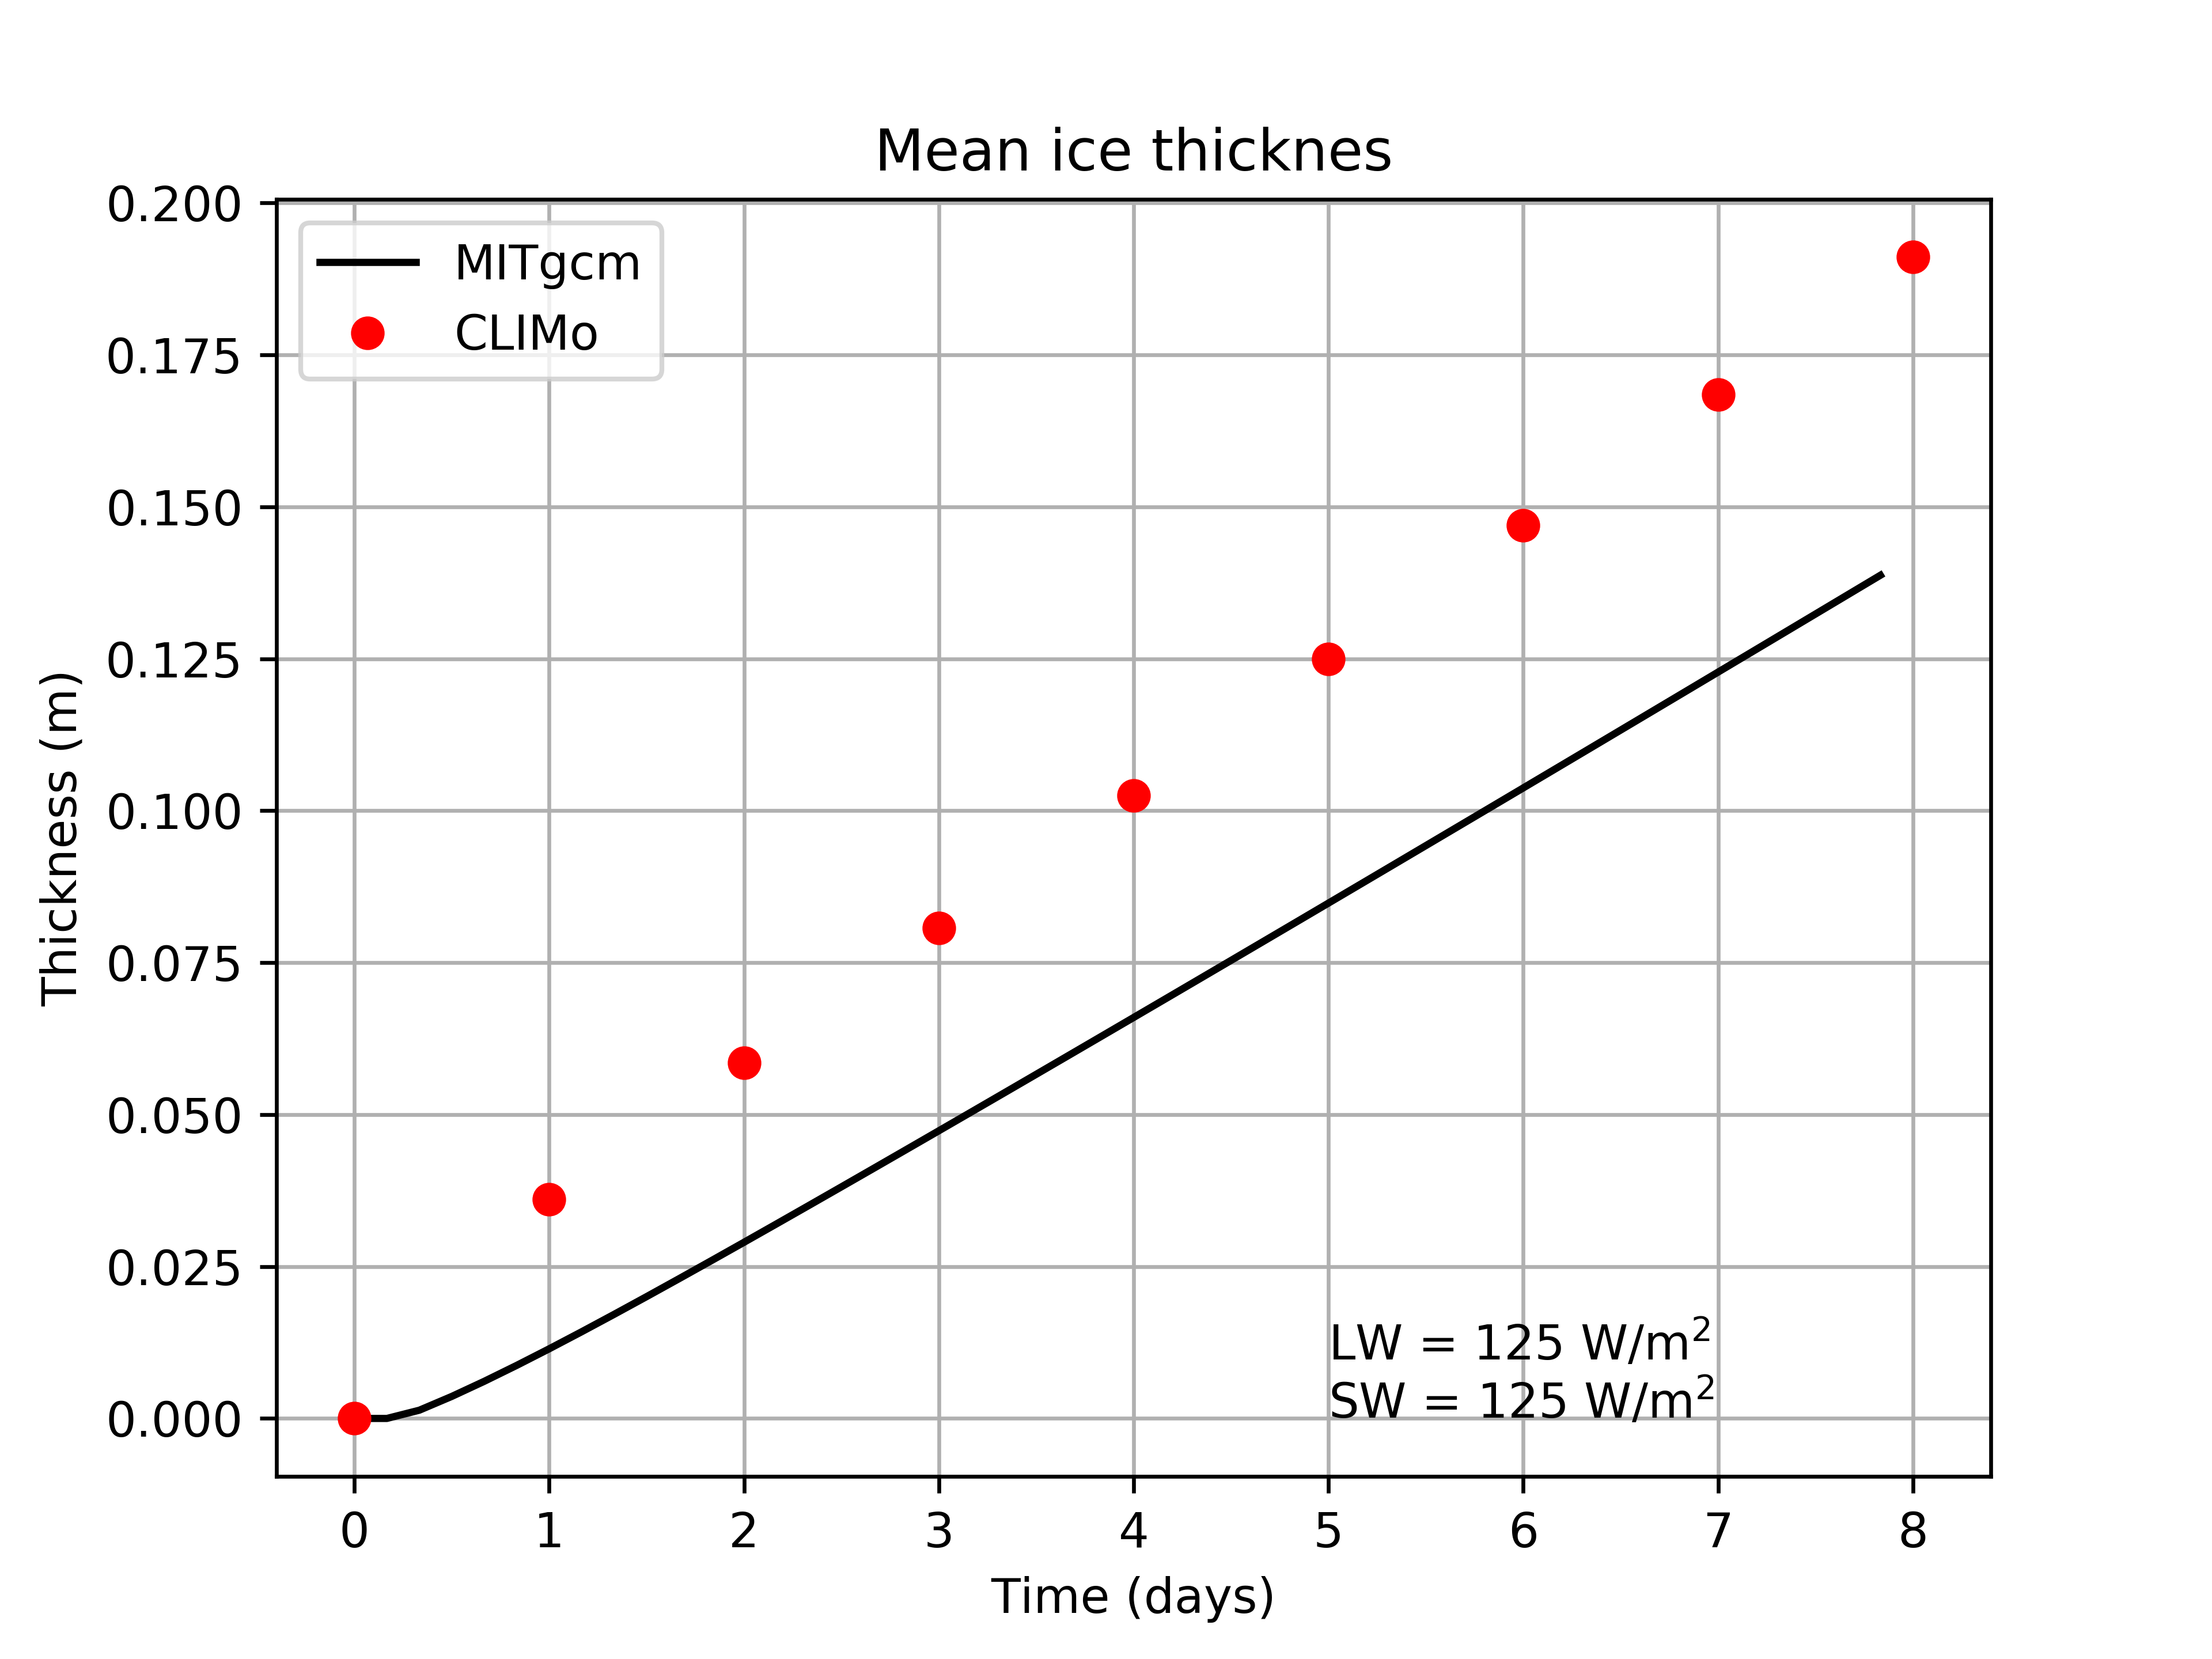 Mean ice thicknes
0.200
0.175
0.150
0.125
0.100
0.075
0.050
0.025
0.000
Thickness (m)
MITgcm
CLIMo
LW = 125 W/m²
SW = 125 W/m²
0 1 2 3 4 5 6 7 8
Time (days)